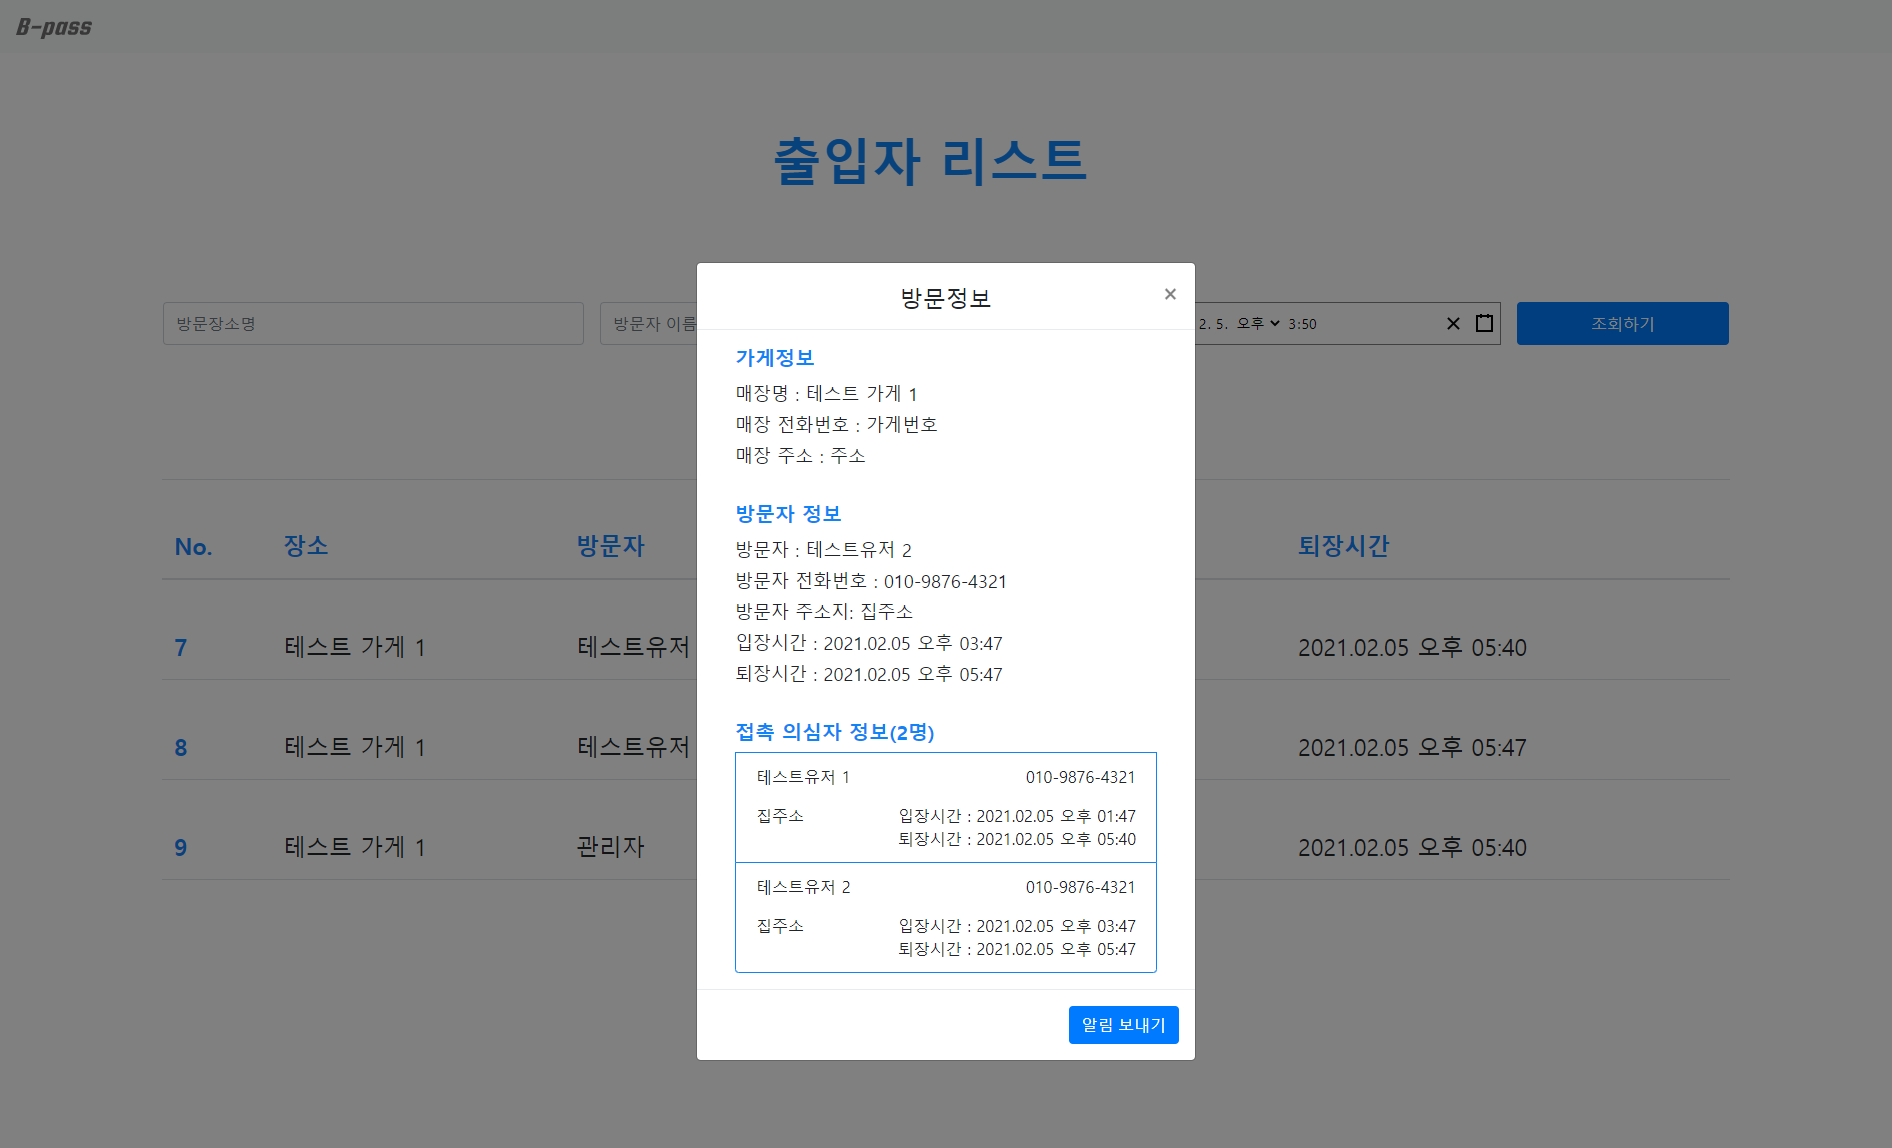 B-pass
출입자 리스트
방문장소명
방문자 이름
2. 5. 오후 3:50
조회하기
No. 장소 방문자 퇴장시간
7 테스트 가게 1 테스트유저 2021.02.05 오후 05:40
8 테스트 가게 1 테스트유저 2021.02.05 오후 05:47
9 테스트 가게 1 관리자 2021.02.05 오후 05:40
방문정보 ×
가게정보
매장명 : 테스트 가게 1
매장 전화번호 : 가게번호
매장 주소 : 주소
방문자 정보
방문자 : 테스트유저 2
방문자 전화번호 : 010-9876-4321
방문자 주소지: 집주소
입장시간 : 2021.02.05 오후 03:47
퇴장시간 : 2021.02.05 오후 05:47
접촉 의심자 정보(2명)
테스트유저 1 010-9876-4321
집주소 입장시간 : 2021.02.05 오후 01:47
퇴장시간 : 2021.02.05 오후 05:40
테스트유저 2 010-9876-4321
집주소 입장시간 : 2021.02.05 오후 03:47
퇴장시간 : 2021.02.05 오후 05:47
알림 보내기